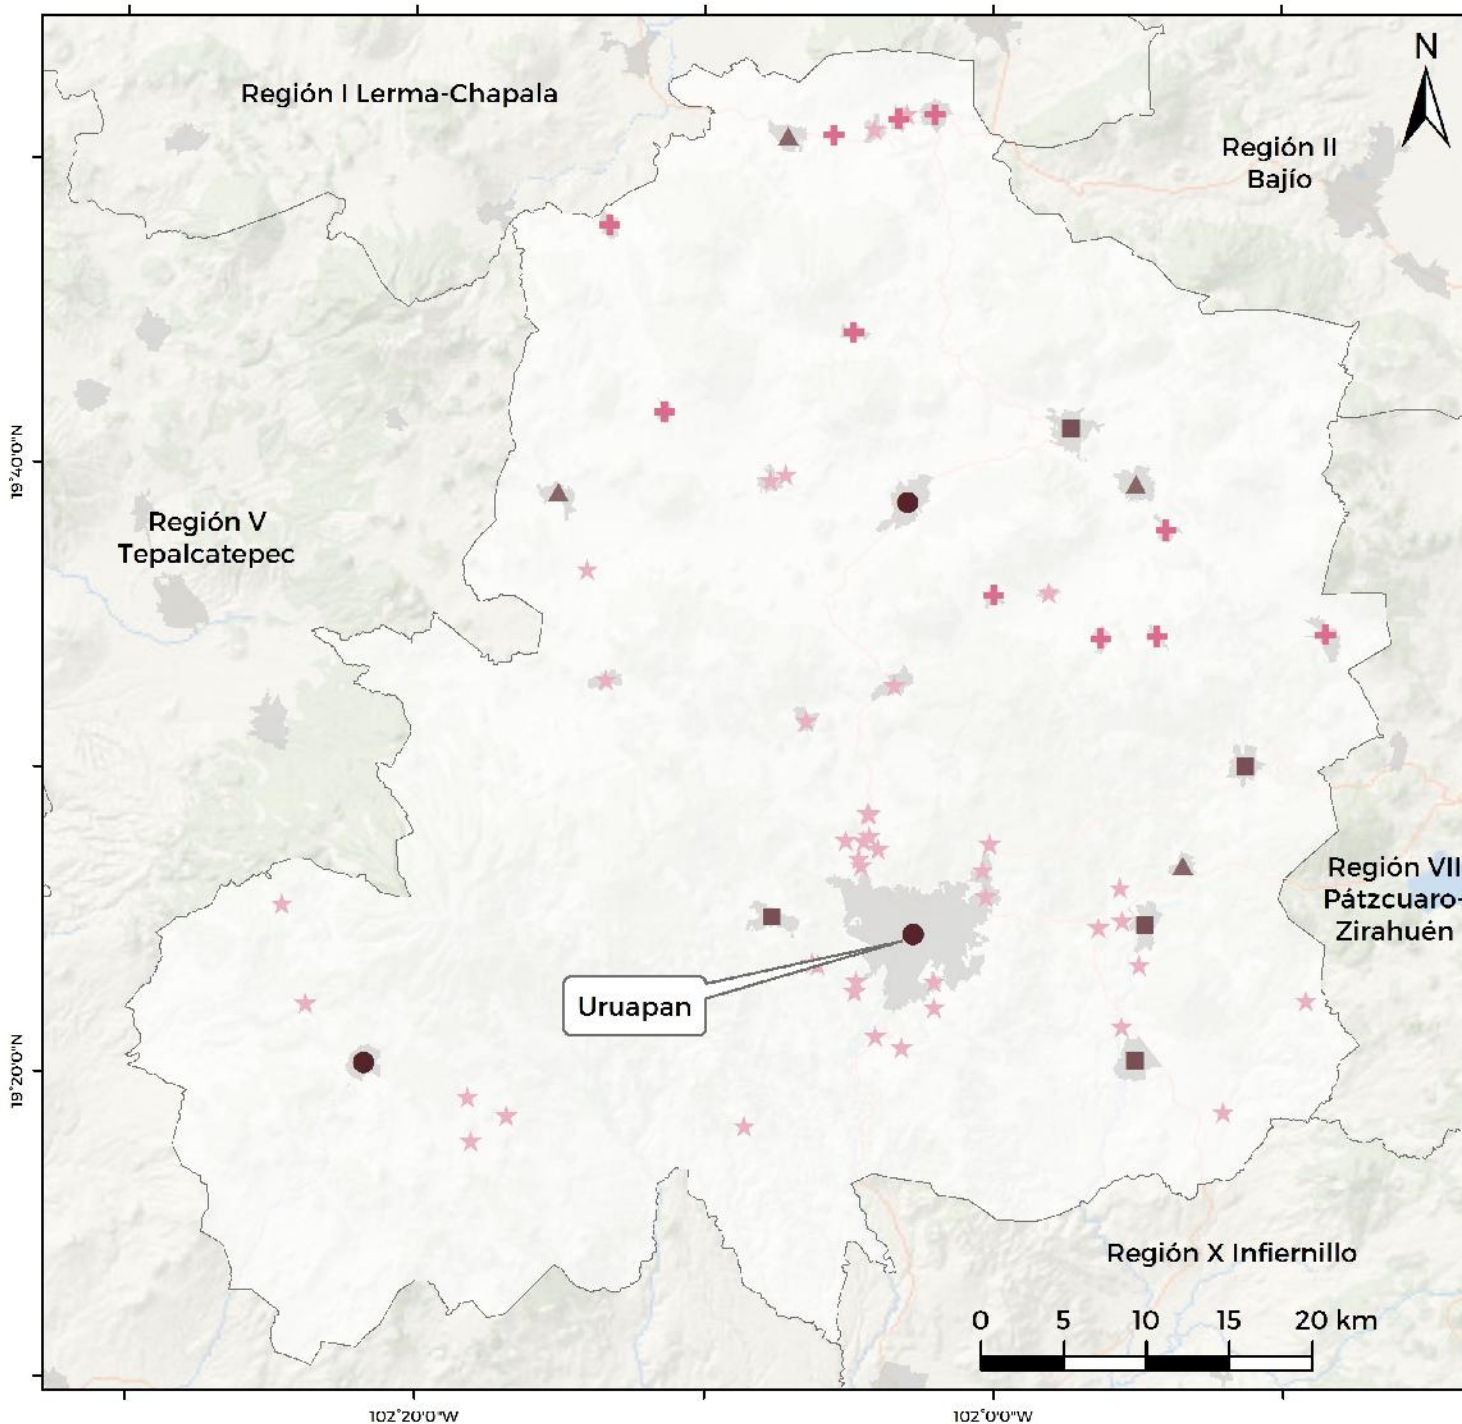 N
Región I Lerma-Chapala
Región II
Bajío
19°40'0"N
Región V
Tepalcatepec
Región VII
Pátzcuaro-
Zirahuén
Uruapan
19°20'0"N
Región X Infiernillo
0 5 10 15 20 km
102°20'0"W 102°0'0"W